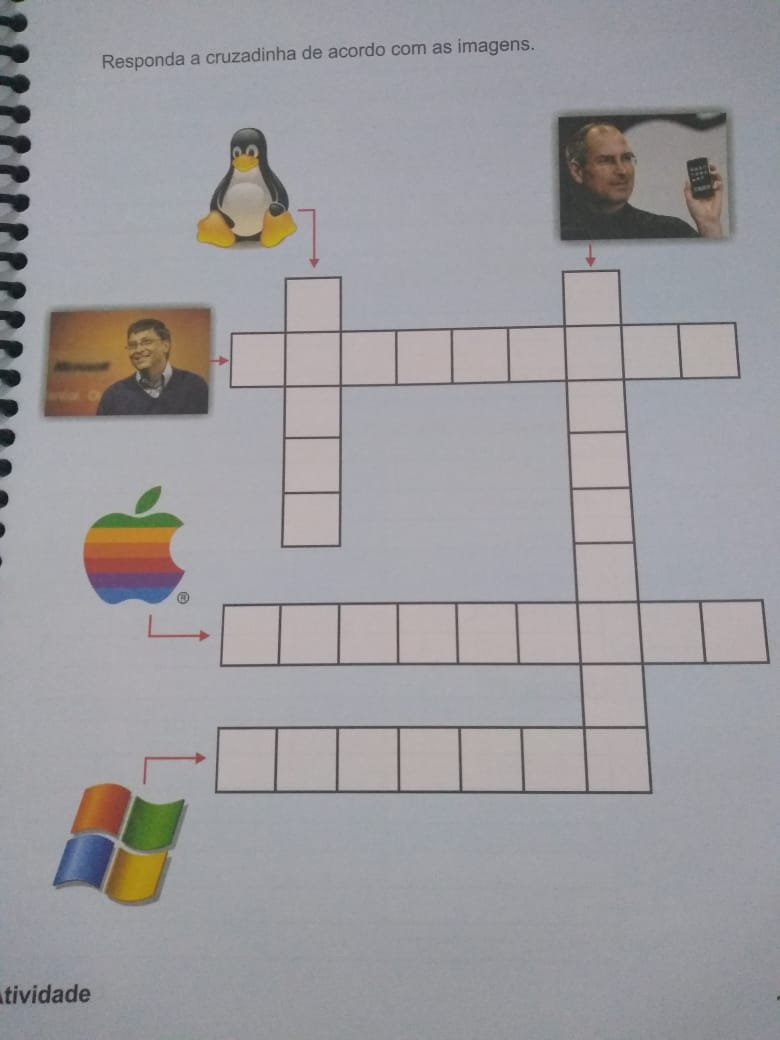 Responda a cruzadinha de acordo com as imagens.
Microsoft
®
tividade